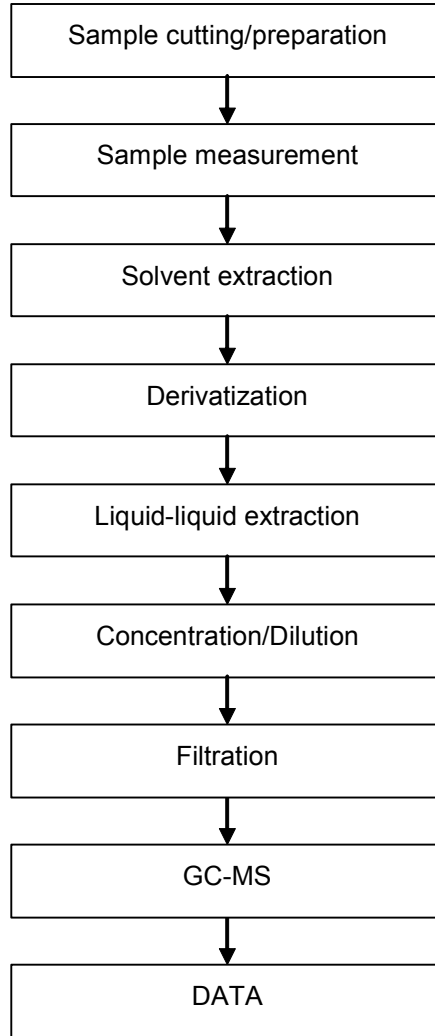 Sample cutting/preparation
Sample measurement
Solvent extraction
Derivatization
Liquid-liquid extraction
Concentration/Dilution
Filtration
GC-MS
DATA